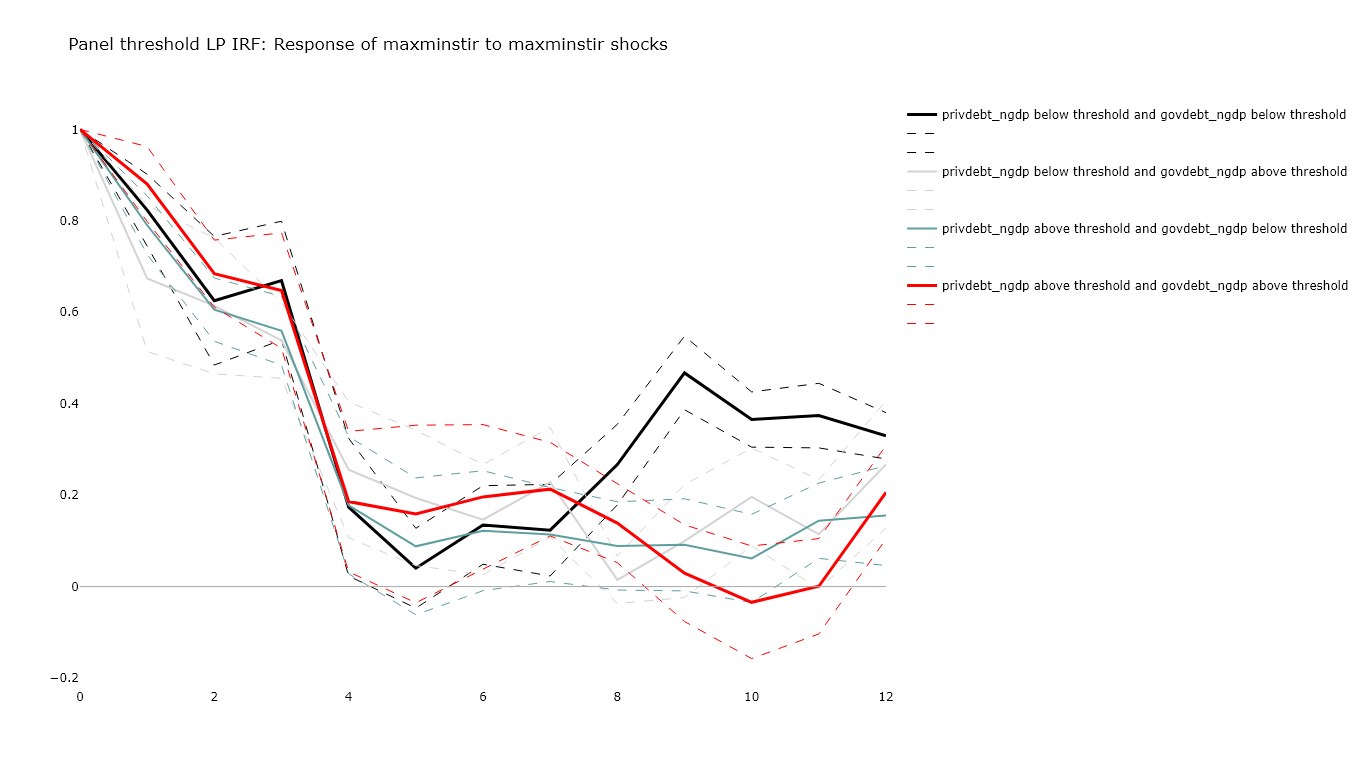 Panel threshold LP IRF: Response of maxminstir to maxminstir shocks
privdebt_ngdp below threshold and govdebt_ngdp below threshold
privdebt_ngdp below threshold and govdebt_ngdp above threshold
privdebt_ngdp above threshold and govdebt_ngdp below threshold
privdebt_ngdp above threshold and govdebt_ngdp above threshold
1
0.8
0.6
0.4
0.2
0
−0.2
0 2 4 6 8 10 12